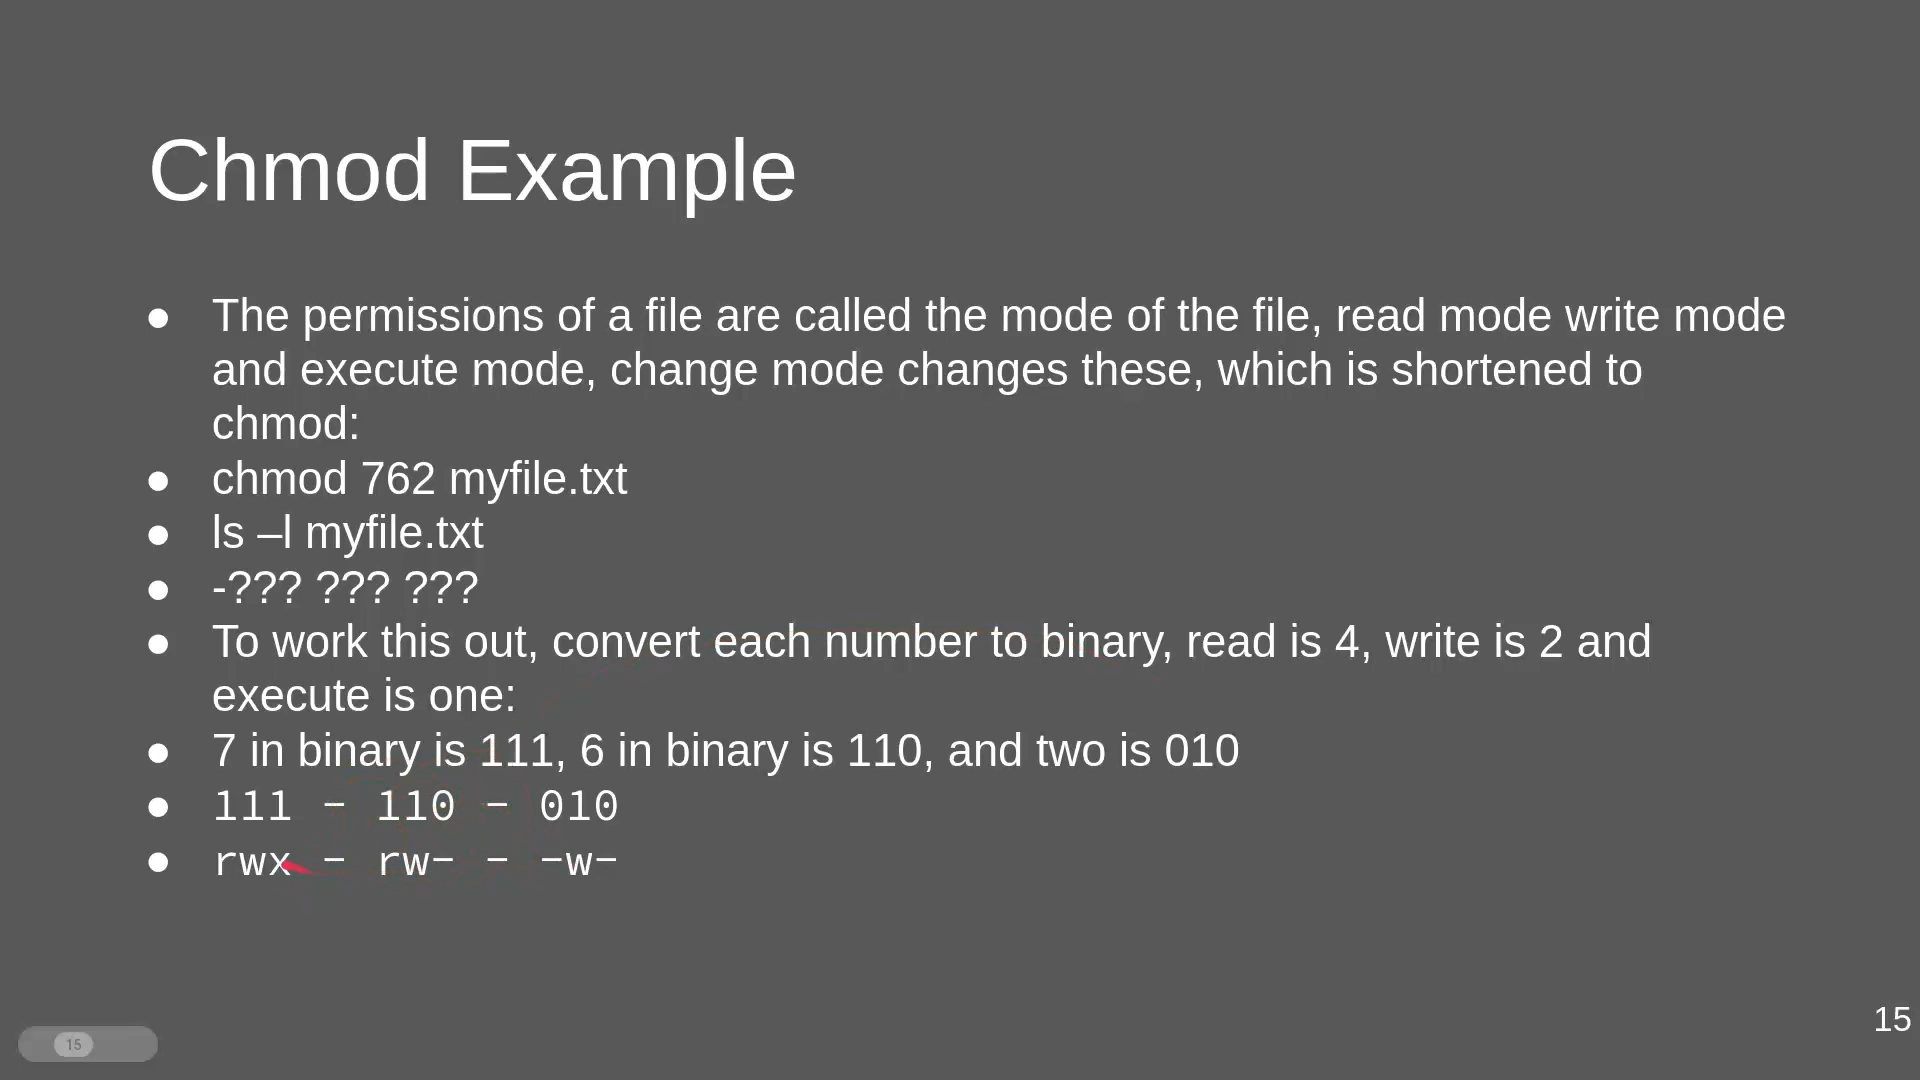 Chmod Example
● The permissions of a file are called the mode of the file, read mode write mode
and execute mode, change mode changes these, which is shortened to
chmod:
● chmod 762 myfile.txt
● ls –l myfile.txt
● -??? ??? ???
● To work this out, convert each number to binary, read is 4, write is 2 and
execute is one:
● 7 in binary is 111, 6 in binary is 110, and two is 010
● 111 - 110 - 010
● rwx - rw- - -w-
15
15